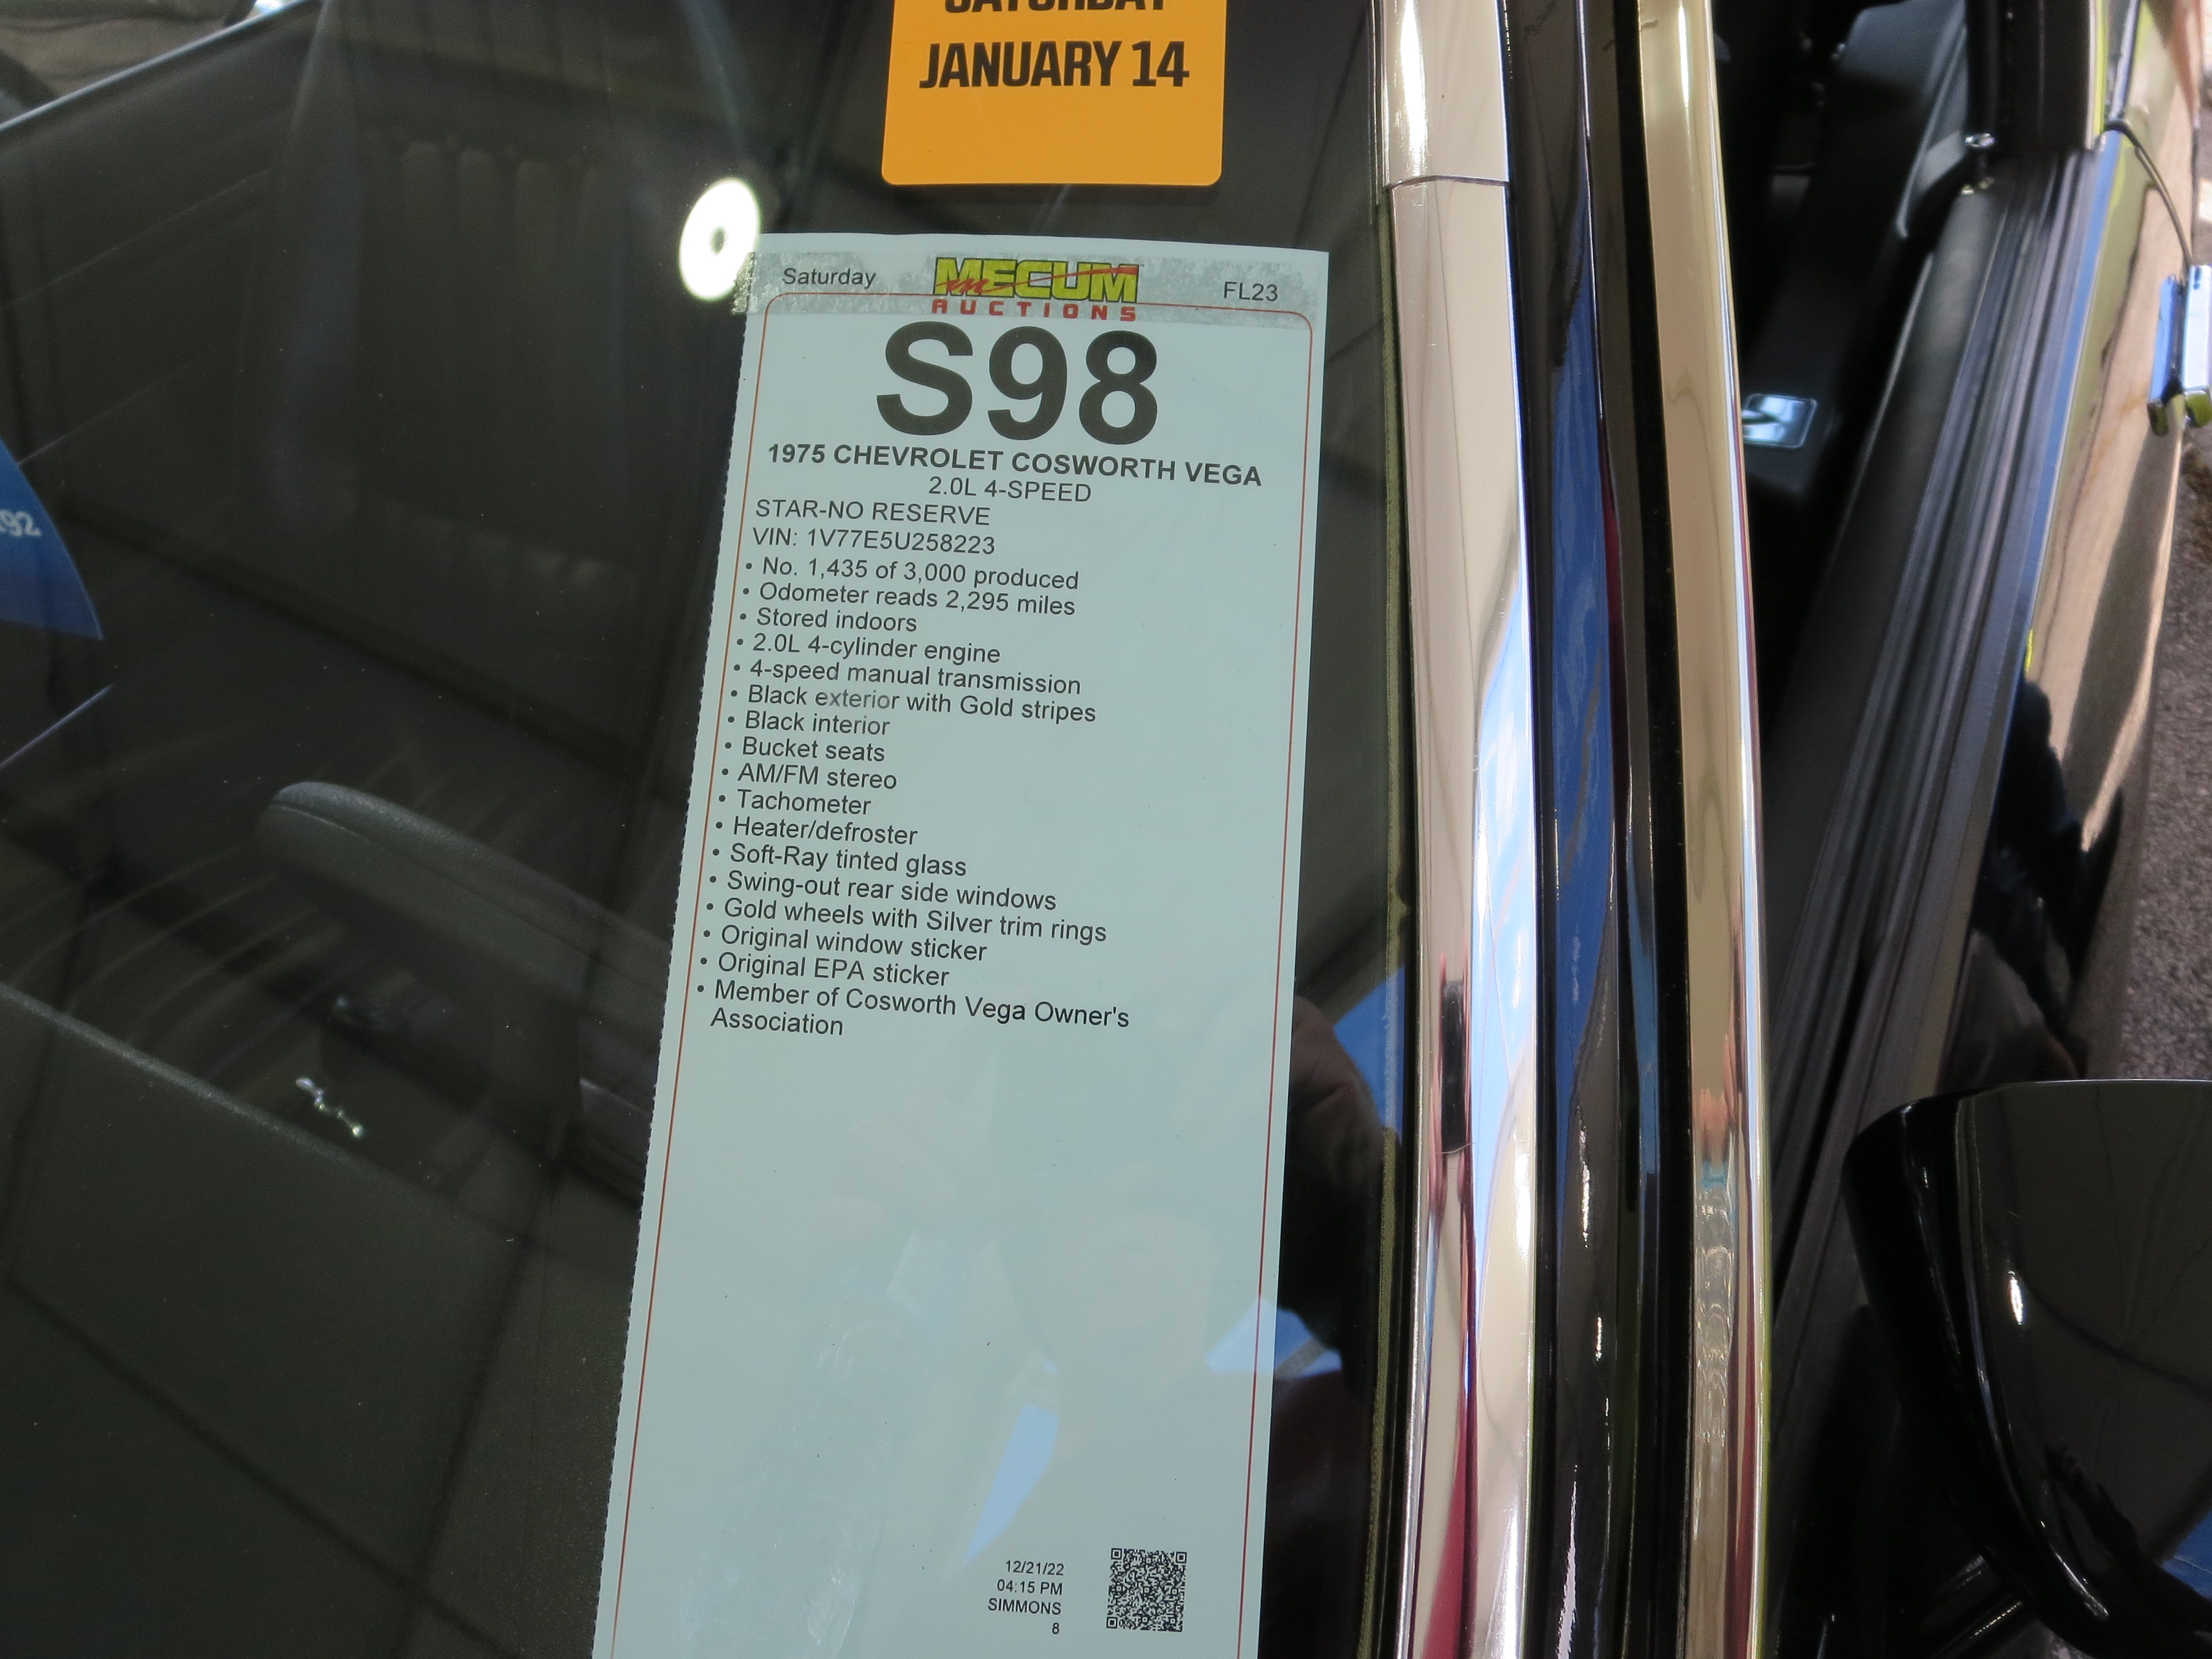 SATURDAY
JANUARY 14
Saturday
MECUM
AUCTIONS
FL23
S98
1975 CHEVROLET COSWORTH VEGA
2.0L 4-SPEED
STAR-NO RESERVE
VIN: 1V77E5U258223
• No. 1,435 of 3,000 produced
• Odometer reads 2,295 miles
• Stored indoors
• 2.0L 4-cylinder engine
• 4-speed manual transmission
• Black exterior with Gold stripes
• Black interior
• Bucket seats
• AM/FM stereo
• Tachometer
• Heater/defroster
• Soft-Ray tinted glass
• Swing-out rear side windows
• Gold wheels with Silver trim rings
• Original window sticker
• Original EPA sticker
• Member of Cosworth Vega Owner's
Association
12/21/22
04:15 PM
SIMMONS
8